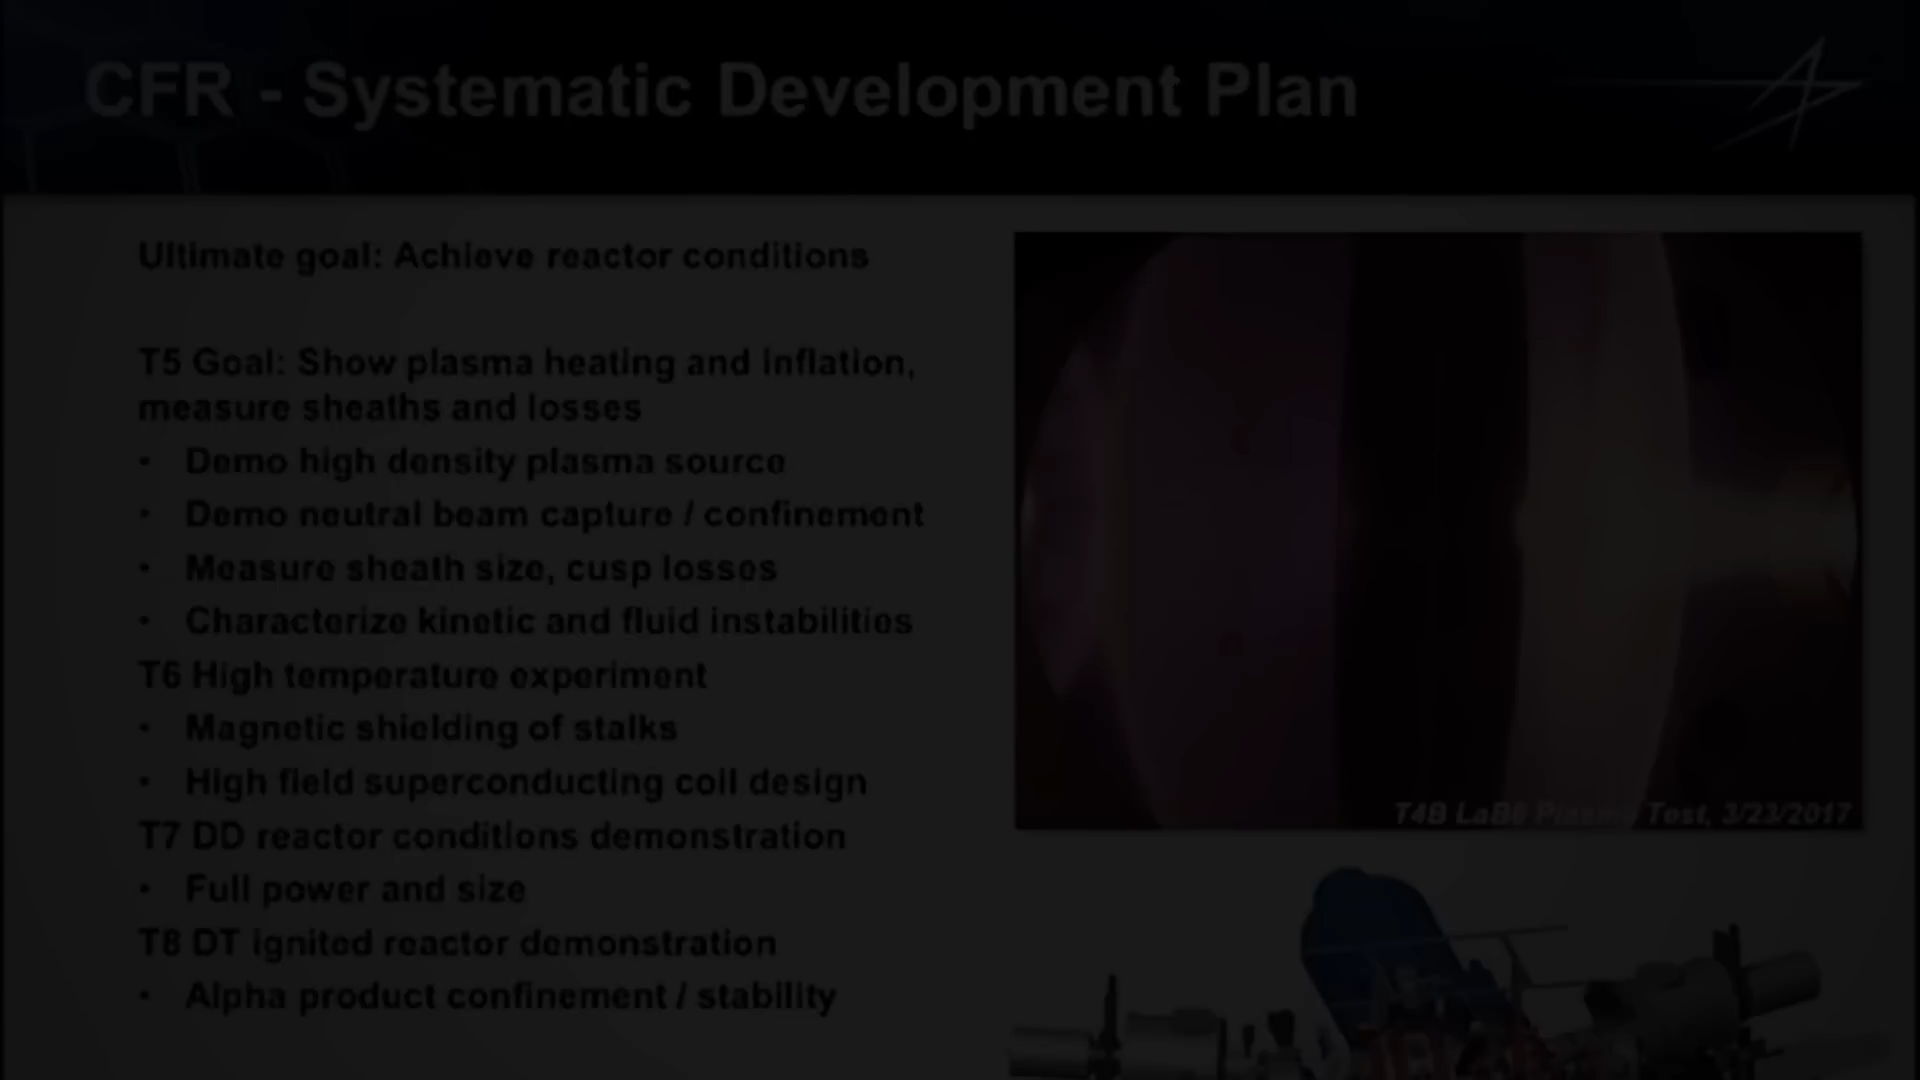 CFR - Systematic Development Plan
Ultimate goal: Achieve reactor conditions
T5 Goal: Show plasma heating and inflation,
measure sheaths and losses
• Demo high density plasma source
• Demo neutral beam capture / confinement
• Measure sheath size, cusp losses
• Characterize kinetic and fluid instabilities
T6 High temperature experiment
• Magnetic shielding of stalks
• High field superconducting coil design
T7 DD reactor conditions demonstration
• Full power and size
T8 DT ignited reactor demonstration
• Alpha product confinement / stability
T4B LaB6 Plasma Test, 3/23/2017